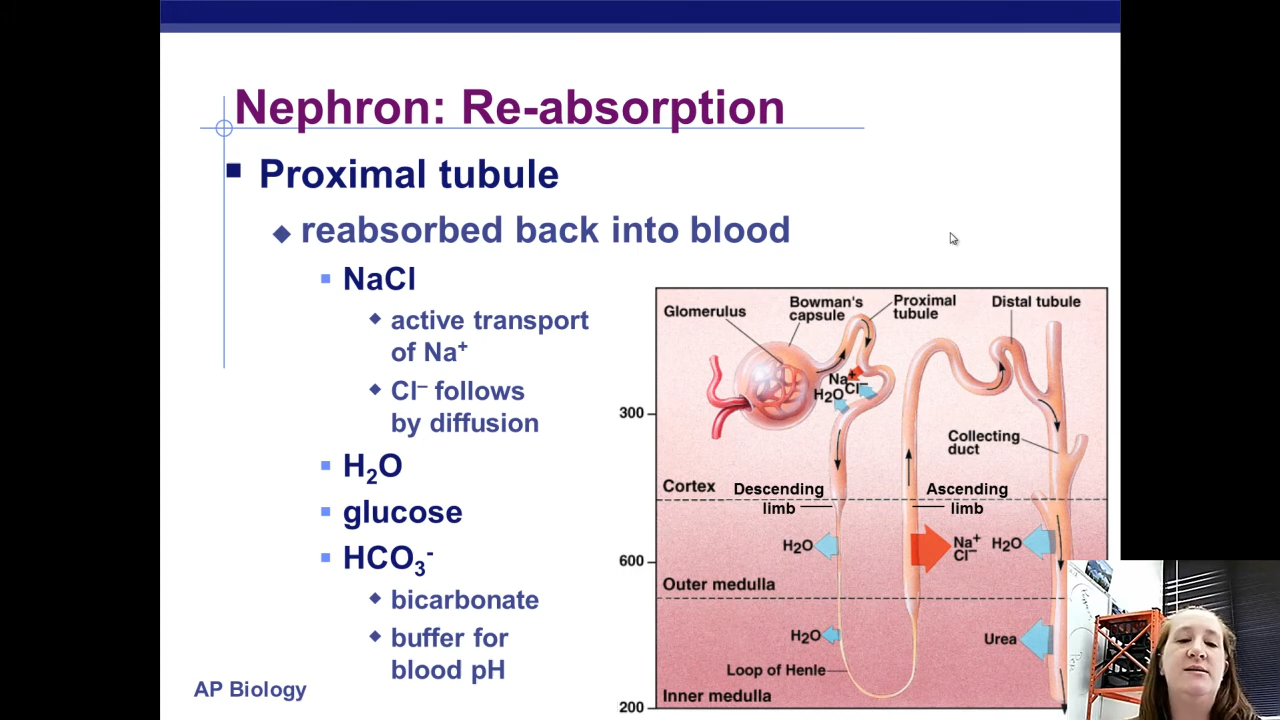 Nephron: Re-absorption
Proximal tubule
reabsorbed back into blood
NaCl
active transport
of Na⁺
Cl⁻ follows
by diffusion
H₂O
glucose
HCO₃⁻
bicarbonate
buffer for
blood pH
AP Biology
Glomerulus
Bowman's
capsule
Proximal
tubule
Distal tubule
Na⁺
Cl⁻
H₂O
300
Collecting
duct
Cortex
Descending
limb
Ascending
limb
H₂O
Na⁺
Cl⁻
H₂O
600
Outer medulla
H₂O
Urea
Loop of Henle
Inner medulla
200